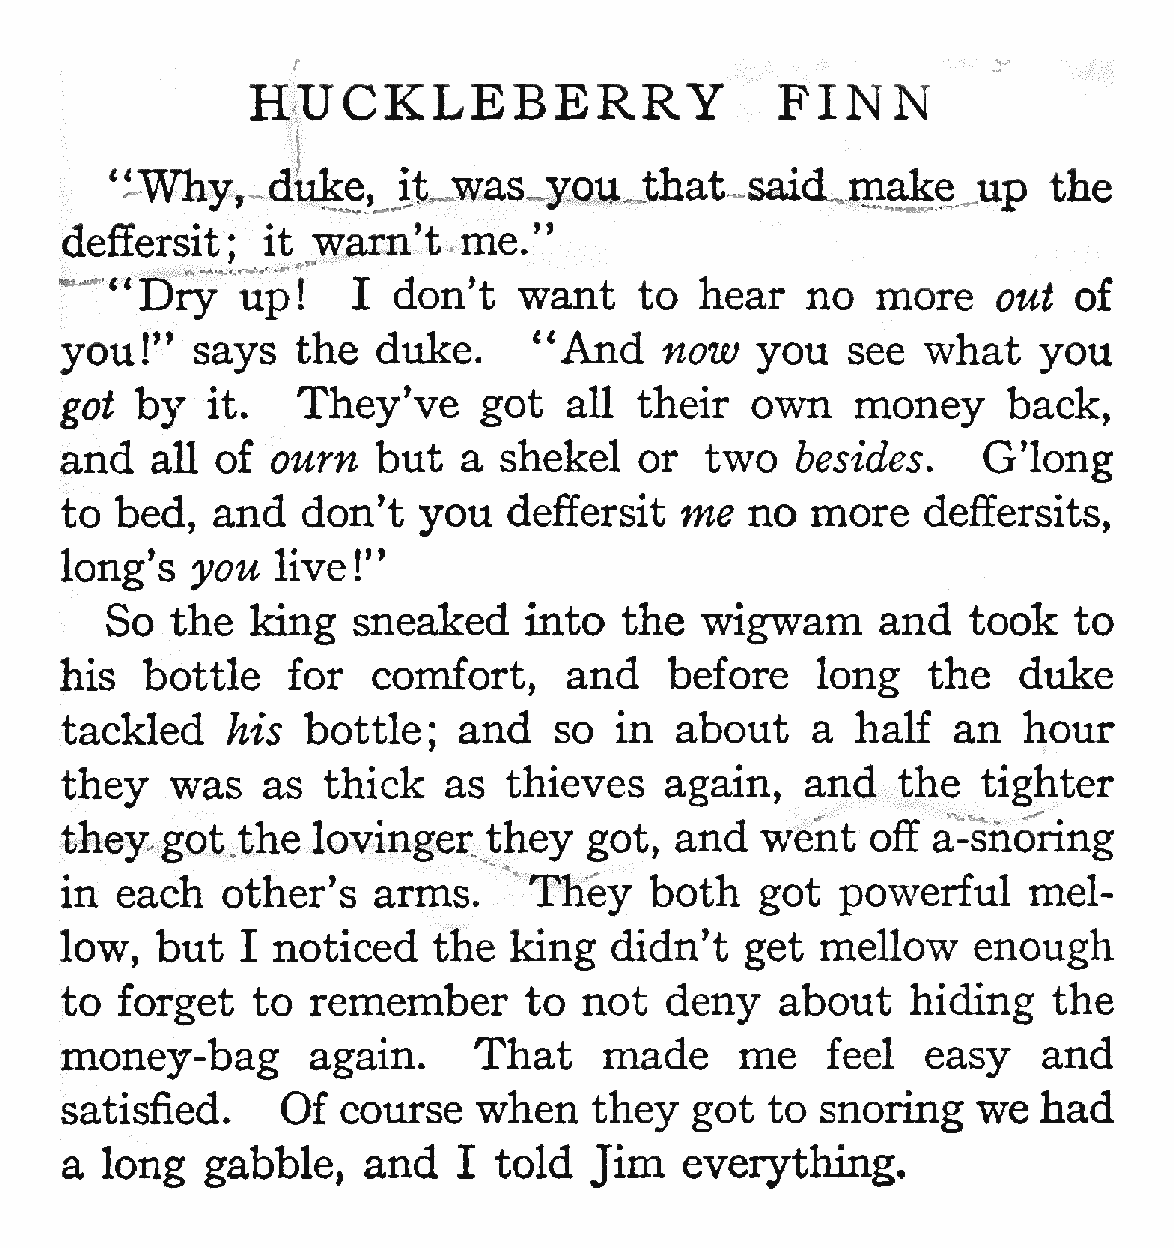 HUCKLEBERRY FINN
“Why, duke, it was you that said make up the
deffersit; it warn’t me.”
“Dry up! I don’t want to hear no more out of
you!” says the duke. “And now you see what you
got by it. They’ve got all their own money back,
and all of ourn but a shekel or two besides. G’long
to bed, and don’t you deffersit me no more deffersits,
long’s you live!”
So the king sneaked into the wigwam and took to
his bottle for comfort, and before long the duke
tackled his bottle; and so in about a half an hour
they was as thick as thieves again, and the tighter
they got the lovinger they got, and went off a-snoring
in each other’s arms. They both got powerful mel-
low, but I noticed the king didn’t get mellow enough
to forget to remember to not deny about hiding the
money-bag again. That made me feel easy and
satisfied. Of course when they got to snoring we had
a long gabble, and I told Jim everything.